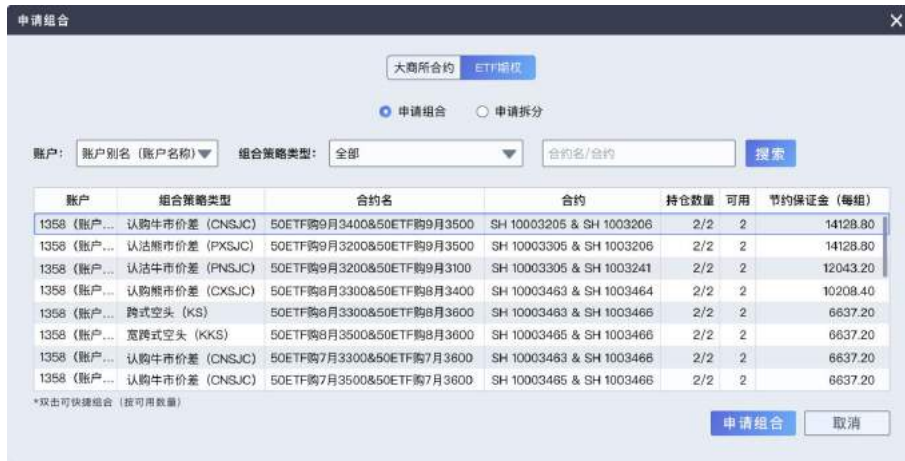 申请组合
大商所合约 ETF期权
申请组合 申请拆分
账户： 账户别名（账户名称） 组合策略类型： 全部 合约名/合约 搜索
账户 组合策略类型 合约名 合约 持仓数量 可用 节约保证金（每组）
1358（账户... 认购牛市价差（CNSJC） 50ETF购9月3400&50ETF购9月3500 SH 10003205 & SH 1003206 2/2 2 14128.80
1358（账户... 认沽熊市价差（PXSJC） 50ETF购9月3200&50ETF购9月3500 SH 10003305 & SH 1003206 2/2 2 14128.80
1358（账户... 认沽牛市价差（PNSJC） 50ETF购9月3200&50ETF购9月3100 SH 10003305 & SH 1003241 2/2 2 12043.20
1358（账户... 认购熊市价差（CXSJC） 50ETF购8月3300&50ETF购8月3400 SH 10003463 & SH 1003464 2/2 2 10208.40
1358（账户... 跨式空头（KS） 50ETF购8月3300&50ETF购8月3600 SH 10003463 & SH 1003466 2/2 2 6637.20
1358（账户... 宽跨式空头（KKS） 50ETF购8月3500&50ETF购8月3600 SH 10003465 & SH 1003466 2/2 2 6637.20
1358（账户... 认购牛市价差（CNSJC） 50ETF购7月3300&50ETF购7月3600 SH 10003463 & SH 1003466 2/2 2 6637.20
1358（账户... 认购牛市价差（CNSJC） 50ETF购7月3500&50ETF购7月3600 SH 10003465 & SH 1003466 2/2 2 6637.20
*双击可快捷组合（按可用数量）
申请组合 取消